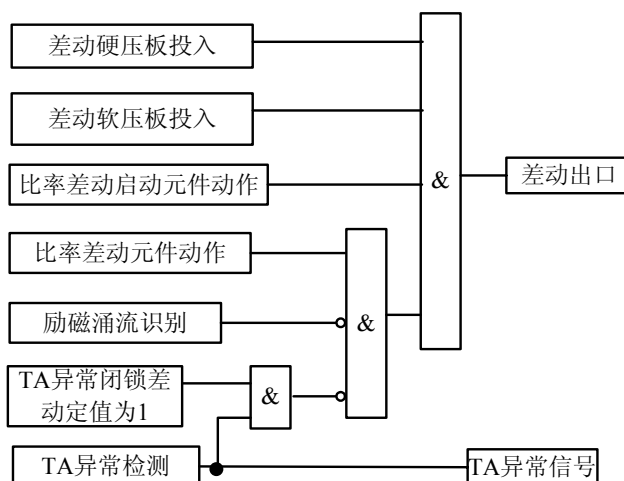 差动硬压板投入
差动软压板投入
比率差动启动元件动作
&
差动出口
比率差动元件动作
&
励磁涌流识别
TA异常闭锁差
动定值为1
&
TA异常检测
TA异常信号